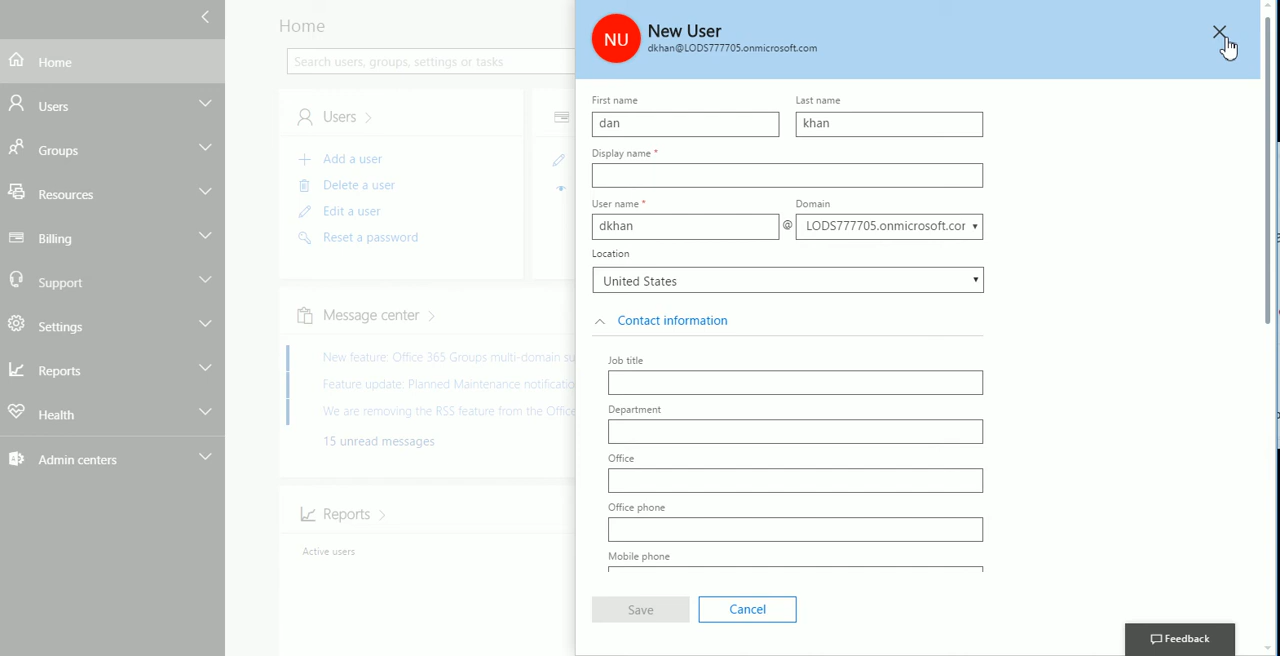 Home
Users
Groups
Resources
Billing
Support
Settings
Reports
Health
Admin centers
Home
Search users, groups, settings or tasks
Users
Add a user
Delete a user
Edit a user
Reset a password
Message center
New feature: Office 365 Groups multi-domain su
Feature update: Planned Maintenance notificatio
We are removing the RSS feature from the Office
15 unread messages
Reports
Active users
NU
New User
dkhan@LODS777705.onmicrosoft.com
First name Last name
dan khan
Display name *
User name * Domain
dkhan @ LODS777705.onmicrosoft.cor
Location
United States
Contact information
Job title
Department
Office
Office phone
Mobile phone
Save Cancel
Feedback